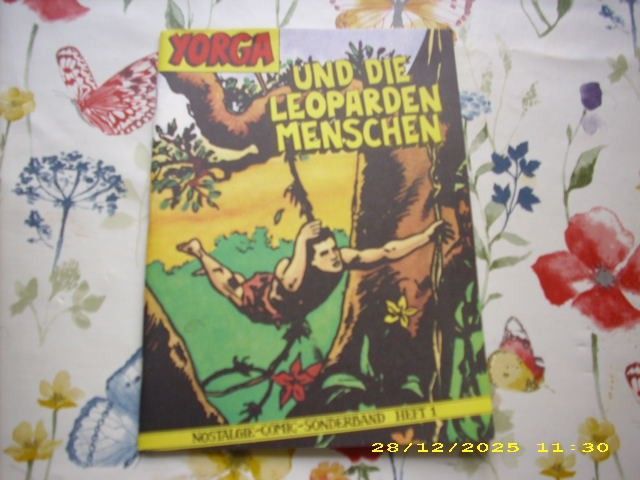 YORGA
UND DIE
LEOPARDEN
MENSCHEN
NOSTALGIE-COMIC-SONDERBAND HEFT 1
28/12/2025 11:30